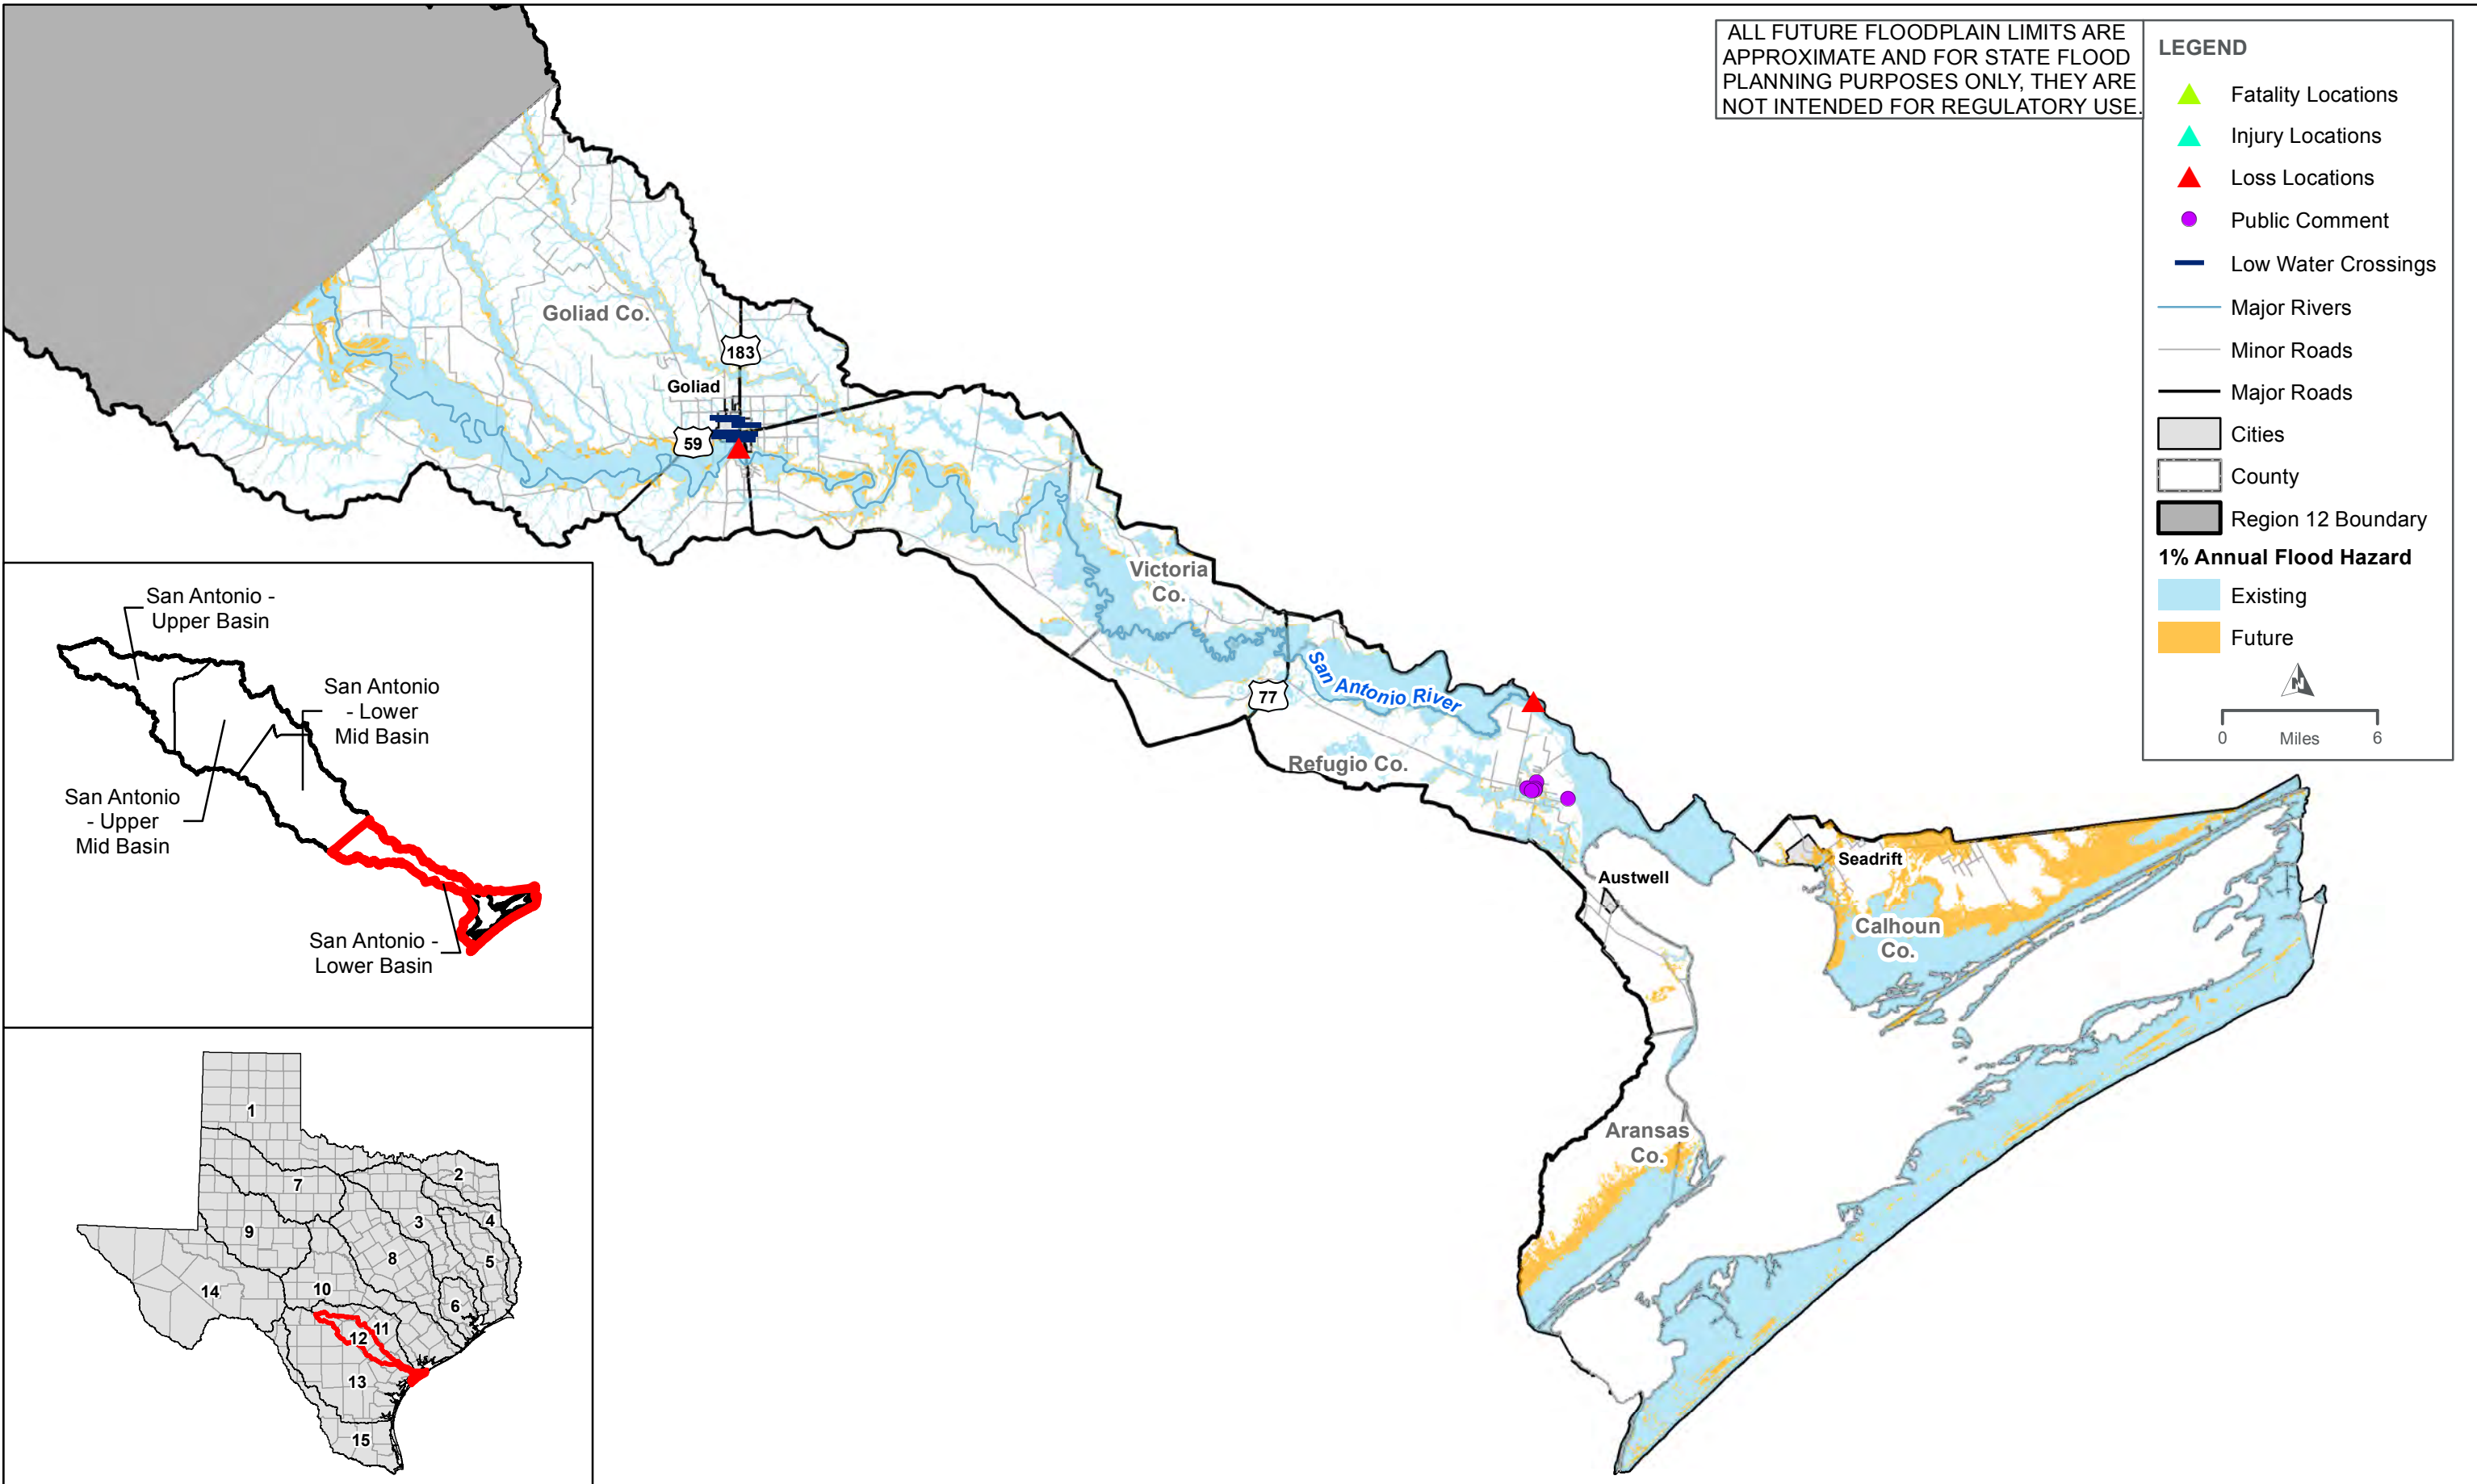 ALL FUTURE FLOODPLAIN LIMITS ARE
APPROXIMATE AND FOR STATE FLOOD
PLANNING PURPOSES ONLY, THEY ARE
NOT INTENDED FOR REGULATORY USE.
LEGEND
Fatality Locations
Injury Locations
Loss Locations
Public Comment
Low Water Crossings
Major Rivers
Minor Roads
Major Roads
Cities
County
Region 12 Boundary
1% Annual Flood Hazard
Existing
Future
N
0 Miles 6
Goliad Co.
183
Goliad
59
Victoria
Co.
San Antonio River
77
Refugio Co.
Seadrift
Austwell
Calhoun
Co.
Aransas
Co.
San Antonio -
Upper Basin
San Antonio
- Lower
Mid Basin
San Antonio
- Upper
Mid Basin
San Antonio -
Lower Basin
1
2
7
3
4
9
8
5
14
10
6
11
12
13
15